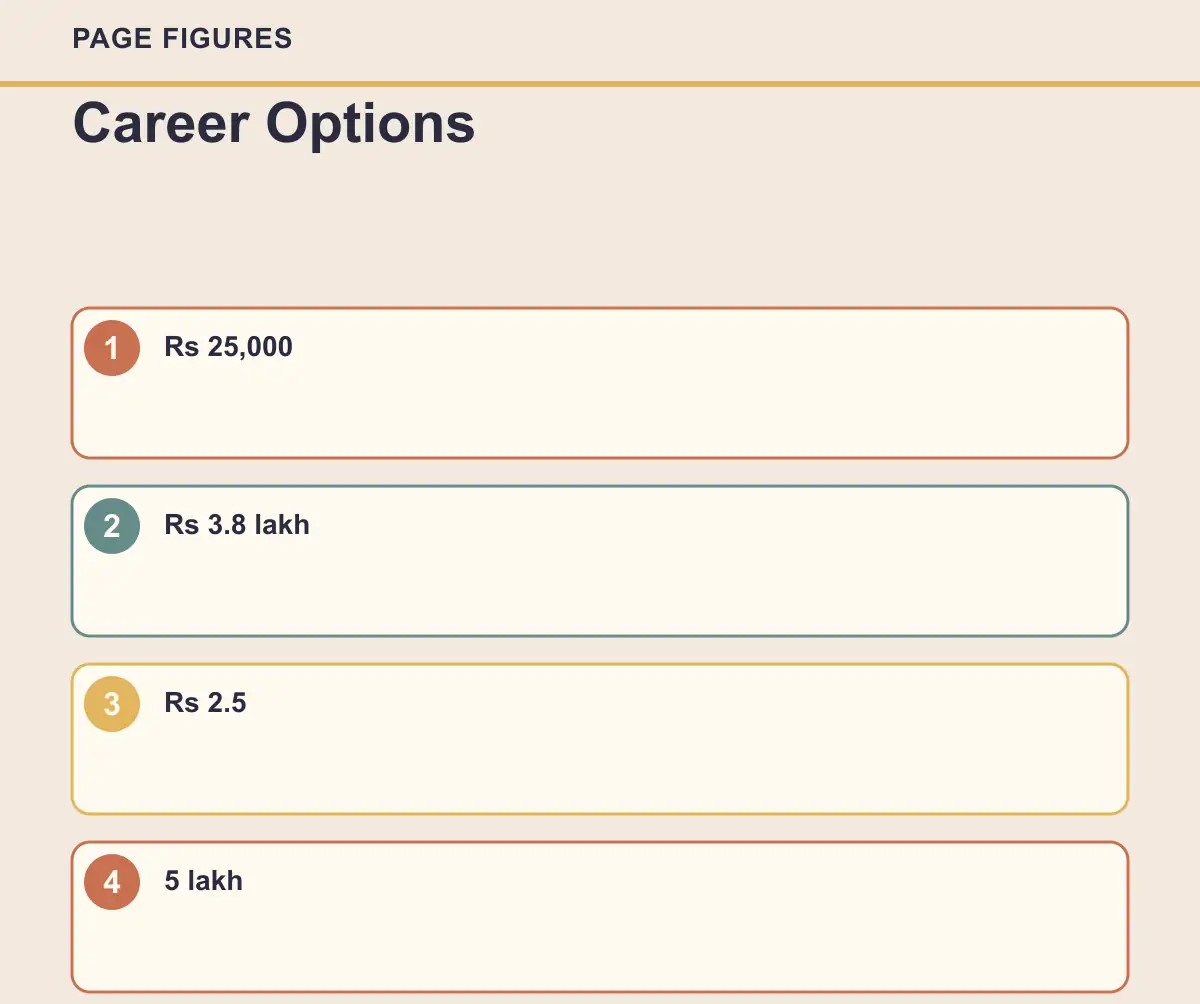 PAGE FIGURES
Career Options
1 Rs 25,000
2 Rs 3.8 lakh
3 Rs 2.5
4 5 lakh